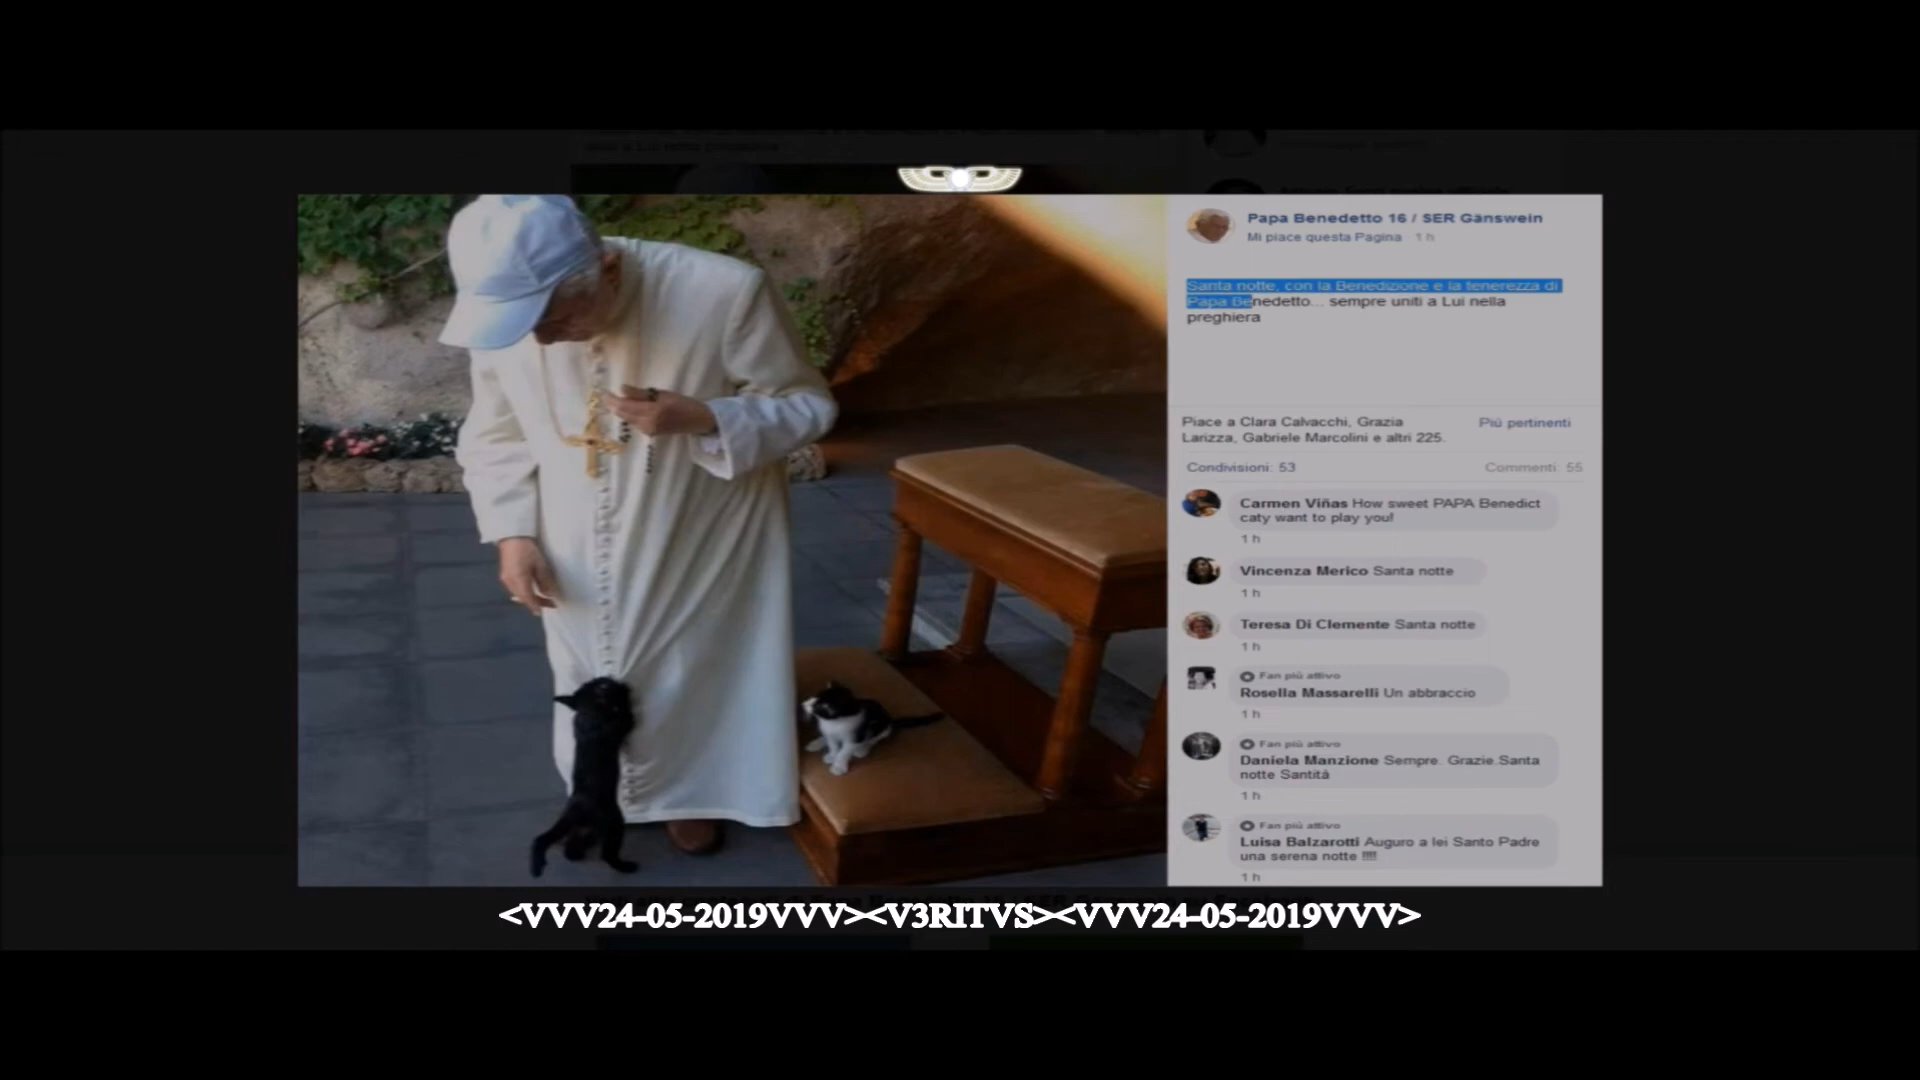 Papa Benedetto 16 / SER Gänswein
Mi piace questa Pagina · 1 h
Santa notte, con la Benedizione e la tenerezza di
Papa Benedetto... sempre uniti a Lui nella
preghiera
Piace a Clara Calvacchi, Grazia
Larizza, Gabriele Marcolini e altri 225.
Più pertinenti
Condivisioni: 53
Commenti: 55
Carmen Viñas How sweet PAPA Benedict
caty want to play you!
1 h
Vincenza Merico Santa notte
1 h
Teresa Di Clemente Santa notte
1 h
Fan più attivo
Rosella Massarelli Un abbraccio
1 h
Fan più attivo
Daniela Manzione Sempre. Grazie.Santa
notte Santità
1 h
Fan più attivo
Luisa Balzarotti Auguro a lei Santo Padre
una serena notte !!!!
1 h
<VVV24-05-2019VVV><V3RITVS><VVV24-05-2019VVV>